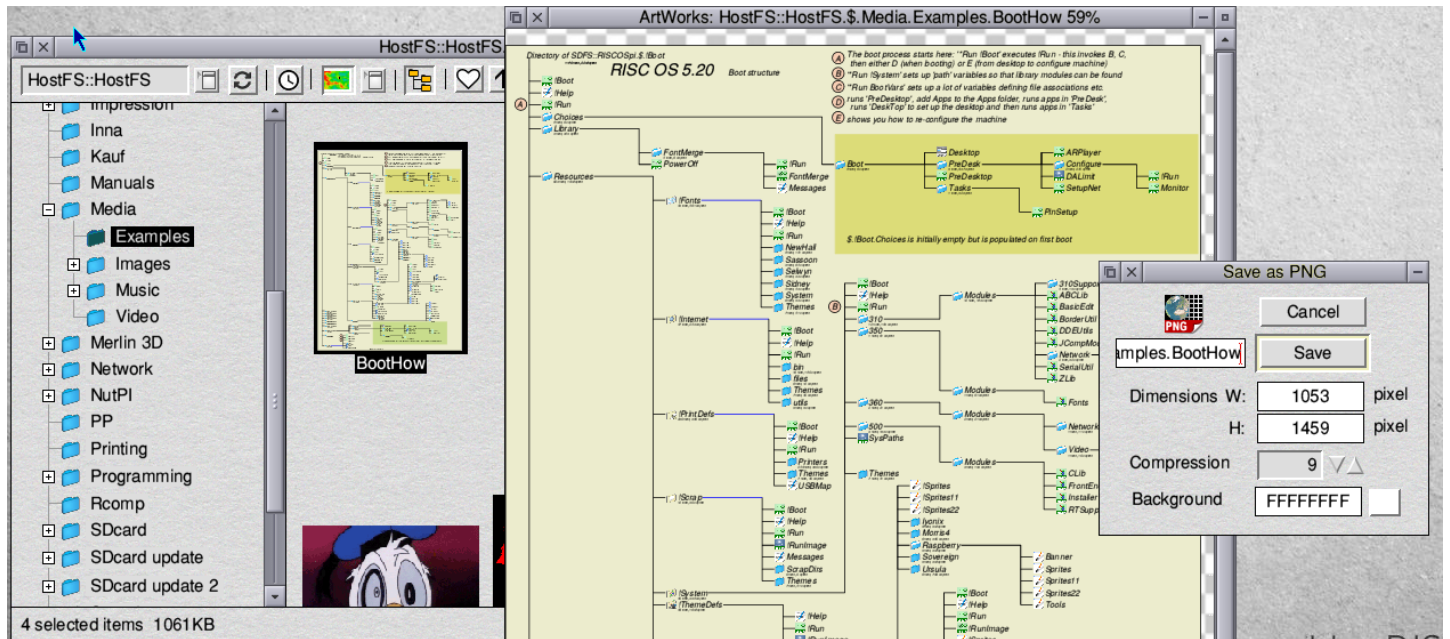 HostFS::HostFS.
HostFS::HostFS
Impression
Inna
Kauf
Manuals
Media
Examples
Images
Music
Video
Merlin 3D
Network
NutPI
PP
Printing
Programming
Rcomp
SDcard
SDcard update
SDcard update 2
4 selected items 1061KB
BootHow
ArtWorks: HostFS::HostFS.$.Media.Examples.BootHow 59%
Directory of SDFS::RISCOSpi.$.!Boot
RISC OS 5.20 Boot structure
A The boot process starts here: '*Run !Boot' executes !Run - this invokes B, C,
then either D (when booting) or E (from desktop to configure machine)
B '*Run !System' sets up 'path' variables so that library modules can be found
C '*Run BootVars' sets up a lot of variables defining file associations etc
D runs 'PreDesktop', add Apps to the Apps folder, runs apps in 'Pre Desk',
runs 'DeskTop' to set up the desktop and then runs apps in 'Tasks'
E shows you how to re-configure the machine
!Boot
!Help
A !Run
Choices
Library
FontMerge
PowerOff
!Run
FontMerge
Messages
Boot
Desktop
PreDesk
PreDesktop
Tasks
ARPlayer
Configure
DALimit
SetupNet
!Run
Monitor
PinSetup
$.!Boot.Choices is initially empty but is populated on first boot
Resources
!Fonts
!Boot
!Help
!Run
NewHall
Sassoon
Selwyn
Sidney
System
Themes
!Internet
!Boot
!Help
!Run
bin
files
Themes
utils
!PrintDefs
!Boot
!Help
!Run
Printers
Themes
USBMap
!Scrap
!Boot
!Help
!Run
!RunImage
Messages
ScrapDirs
Themes
!System
!ThemeDefs
!Help
!Run
!RunImage
!Boot
!Help
B !Run
310
350
360
500
SysPaths
Themes
Modules
310Suppo
ABCLib
BasicEdit
BorderUtil
DDEUtils
JCompMo
Network
SerialUtil
ZLib
Modules
Fonts
Modules
Network
Video
Modules
CLib
FrontEn
Installer
RTSupp
!Sprites
!Sprites11
!Sprites22
Iyonix
Morris4
Raspberry
Sovereign
Ursula
Banner
Sprites
Sprites11
Sprites22
Tools
!Boot
!Help
!Run
!RunImage
Save as PNG
PNG
Cancel
amples.BootHow
Save
Dimensions W: 1053 pixel
H: 1459 pixel
Compression 9
Background FFFFFFFF